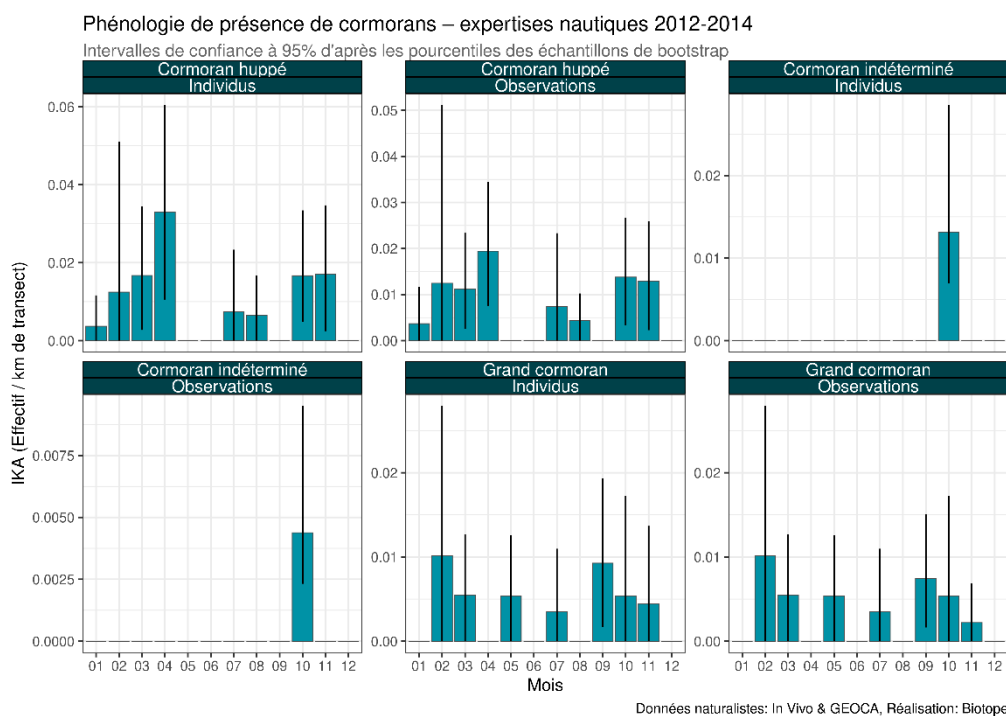 Phénologie de présence de cormorans – expertises nautiques 2012-2014
Intervalles de confiance à 95% d'après les pourcentiles des échantillons de bootstrap
Cormoran huppé
Individus
0.06
0.04
0.02
0.00
Cormoran huppé
Observations
0.05
0.04
0.03
0.02
0.01
0.00
Cormoran indéterminé
Individus
0.02
0.01
0.00
IKA (Effectif / km de transect)
Cormoran indéterminé
Observations
0.0075
0.0050
0.0025
0.0000
01 02 03 04 05 06 07 08 09 10 11 12
Grand cormoran
Individus
0.02
0.01
0.00
01 02 03 04 05 06 07 08 09 10 11 12
Grand cormoran
Observations
0.02
0.01
0.00
01 02 03 04 05 06 07 08 09 10 11 12
Mois
Données naturalistes: In Vivo & GEOCA, Réalisation: Biotope